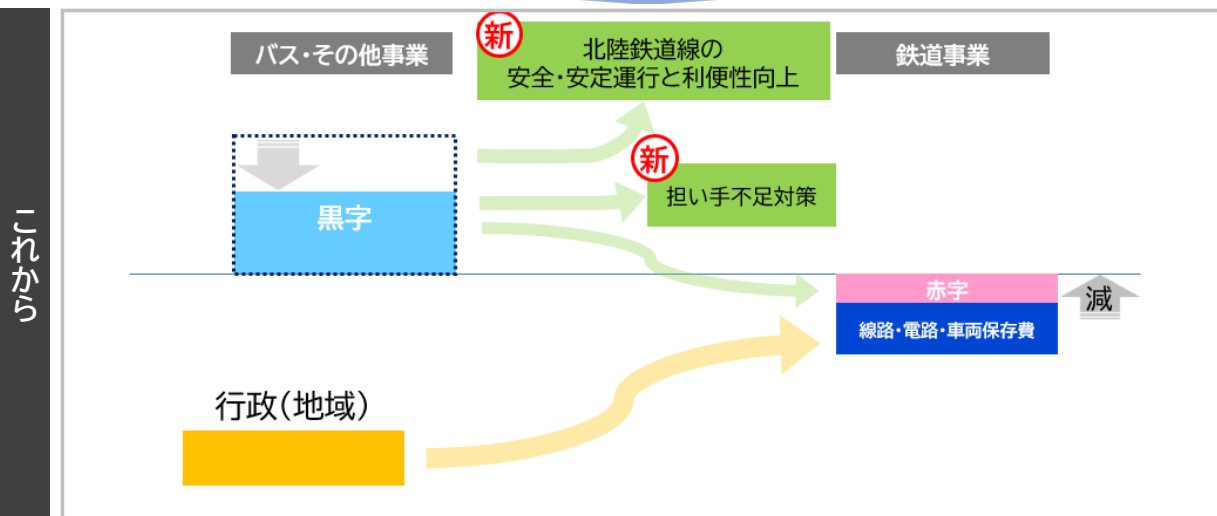 これから
バス・その他事業
新
北陸鉄道線の
安全・安定運行と利便性向上
鉄道事業
新
担い手不足対策
黒字
赤字
減
線路・電路・車両保存費
行政(地域)